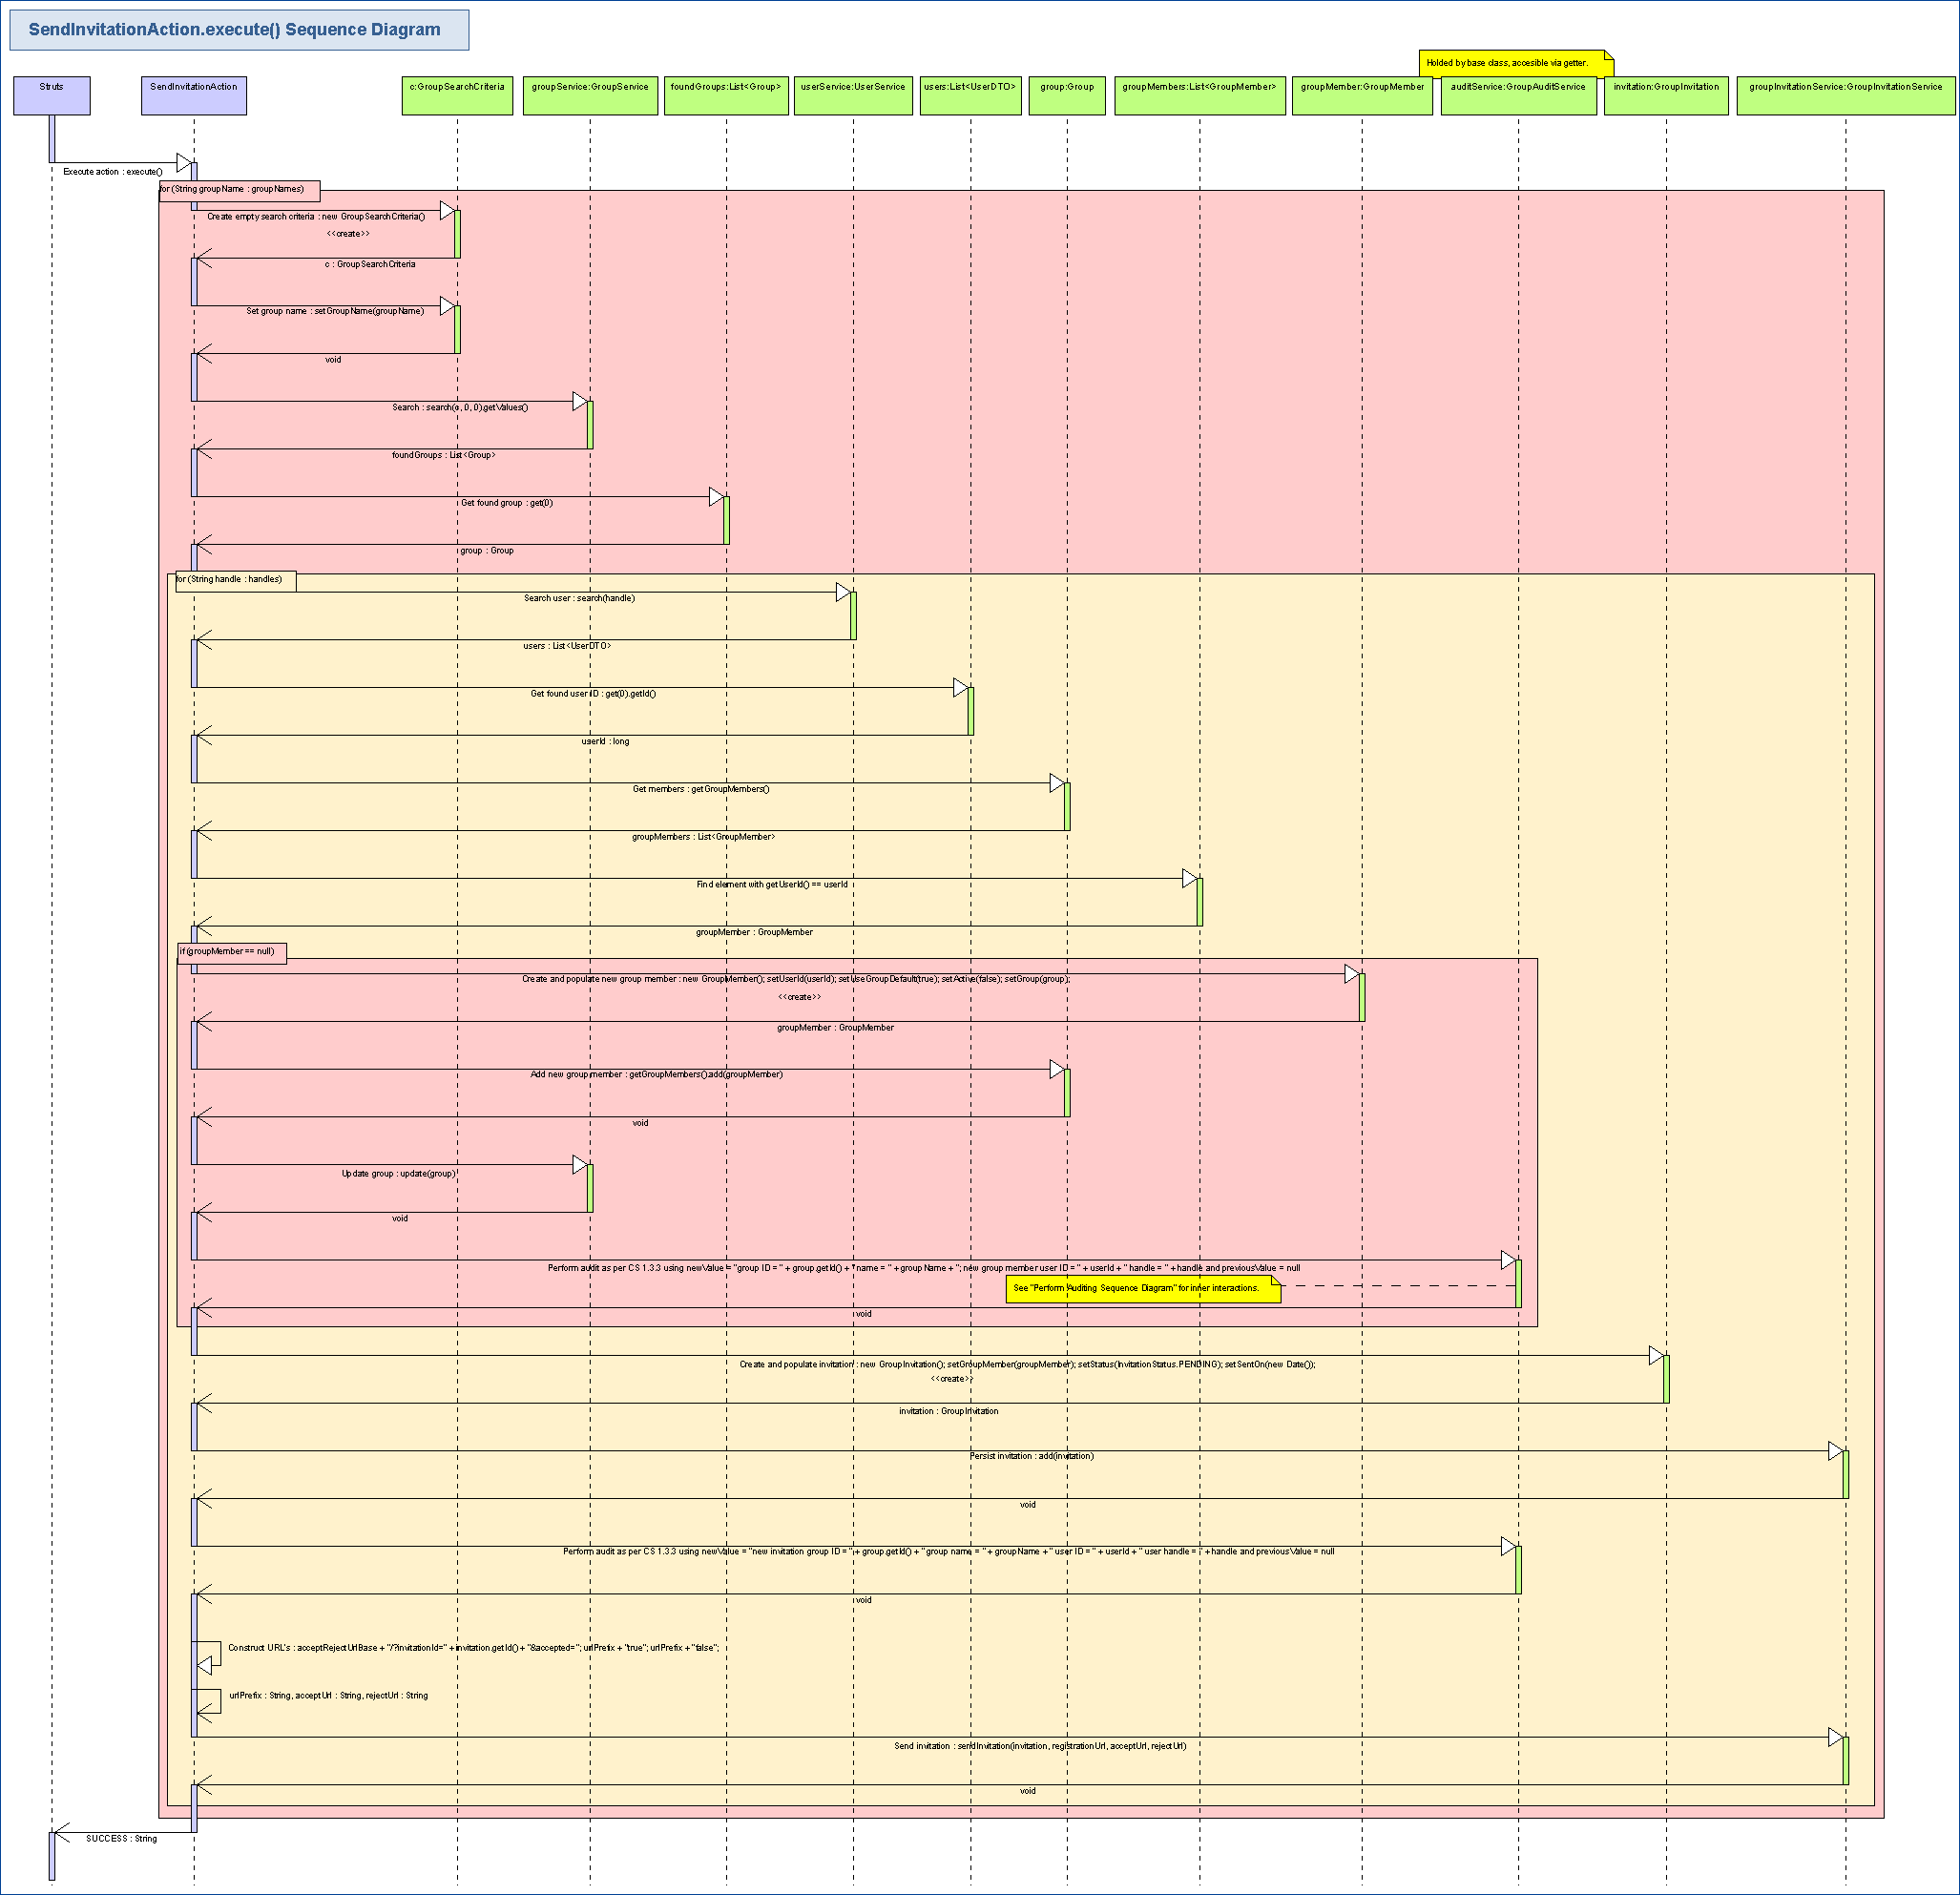 SendInvitationAction.execute() Sequence Diagram
Holded by base class, accesible via getter.
Struts
SendInvitationAction
c:GroupSearchCriteria
groupService:GroupService
foundGroups:List<Group>
userService:UserService
users:List<UserDTO>
group:Group
groupMembers:List<GroupMember>
groupMember:GroupMember
auditService:GroupAuditService
invitation:GroupInvitation
groupInvitationService:GroupInvitationService
Execute action : execute()
for (String groupName : groupNames)
Create empty search criteria : new GroupSearchCriteria()
<<create>>
c : GroupSearchCriteria
Set group name : setGroupName(groupName)
void
Search : search(c, 0, 0).getValues()
foundGroups : List<Group>
Get found group : get(0)
group : Group
for (String handle : handles)
Search user : search(handle)
users : List<UserDTO>
Get found user ID : get(0).getId()
userId : long
Get members : getGroupMembers()
groupMembers : List<GroupMember>
Find element with getUserId() == userId
groupMember : GroupMember
if (groupMember == null)
Create and populate new group member : new GroupMember(); setUserId(userId); setUseGroupDefault(true); setActive(false); setGroup(group);
<<create>>
groupMember : GroupMember
Add new group member : getGroupMembers().add(groupMember)
void
Update group : update(group)
void
Perform audit as per CS 1.3.3 using newValue = "group ID = " + group.getId() + " name = " + groupName + "; new group member user ID = " + userId + " handle = " + handle and previousValue = null
See "Perform Auditing Sequence Diagram" for inner interactions.
void
Create and populate invitation : new GroupInvitation(); setGroupMember(groupMember); setStatus(InvitationStatus.PENDING); setSentOn(new Date());
<<create>>
invitation : GroupInvitation
Persist invitation : add(invitation)
void
Perform audit as per CS 1.3.3 using newValue = "new invitation group ID = " + group.getId() + " group name = " + groupName + " user ID = " + userId + " user handle = " + handle and previousValue = null
void
Construct URL's : acceptRejectUrlBase + "/?invitationId=" + invitation.getId() + "&accepted="; urlPrefix + "true"; urlPrefix + "false";
urlPrefix : String, acceptUrl : String, rejectUrl : String
Send invitation : sendInvitation(invitation, registrationUrl, acceptUrl, rejectUrl)
void
SUCCESS : String